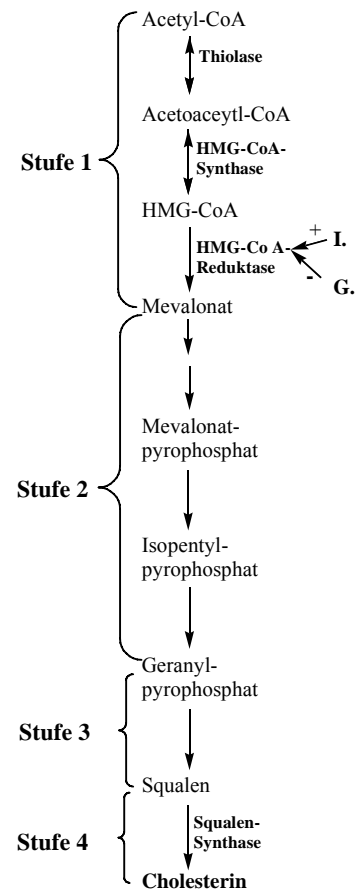 Acetyl-CoA
Thiolase
Acetoaceytl-CoA
Stufe 1
HMG-CoA-
Synthase
HMG-CoA
HMG-Co A-
Reduktase
+
I.
-
G.
Mevalonat
Mevalonat-
pyrophosphat
Stufe 2
Isopentyl-
pyrophosphat
Geranyl-
pyrophosphat
Stufe 3
Squalen
Stufe 4
Squalen-
Synthase
Cholesterin